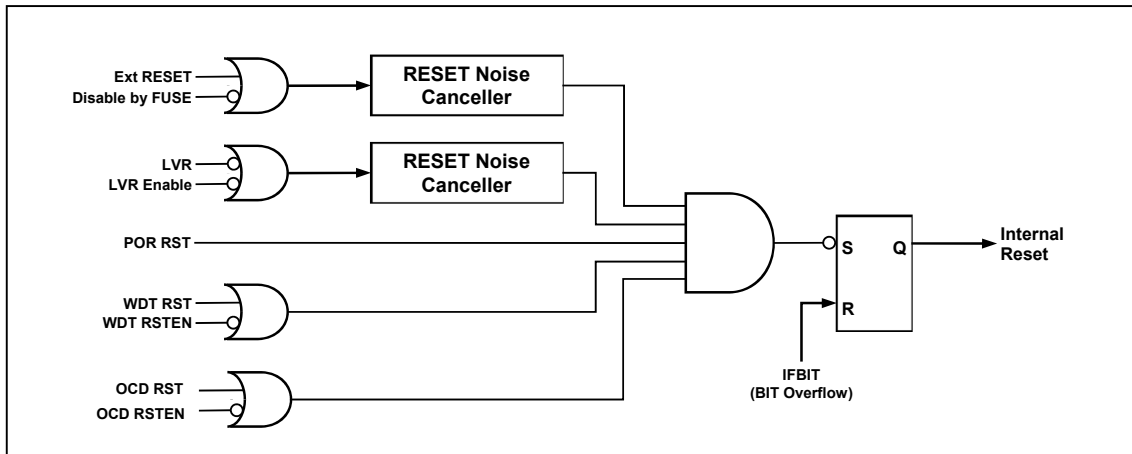 Ext RESET
Disable by FUSE
RESET Noise
Canceller
LVR
LVR Enable
RESET Noise
Canceller
POR RST
WDT RST
WDT RSTEN
OCD RST
OCD RSTEN
S
Q
R
Internal
Reset
IFBIT
(BIT Overflow)